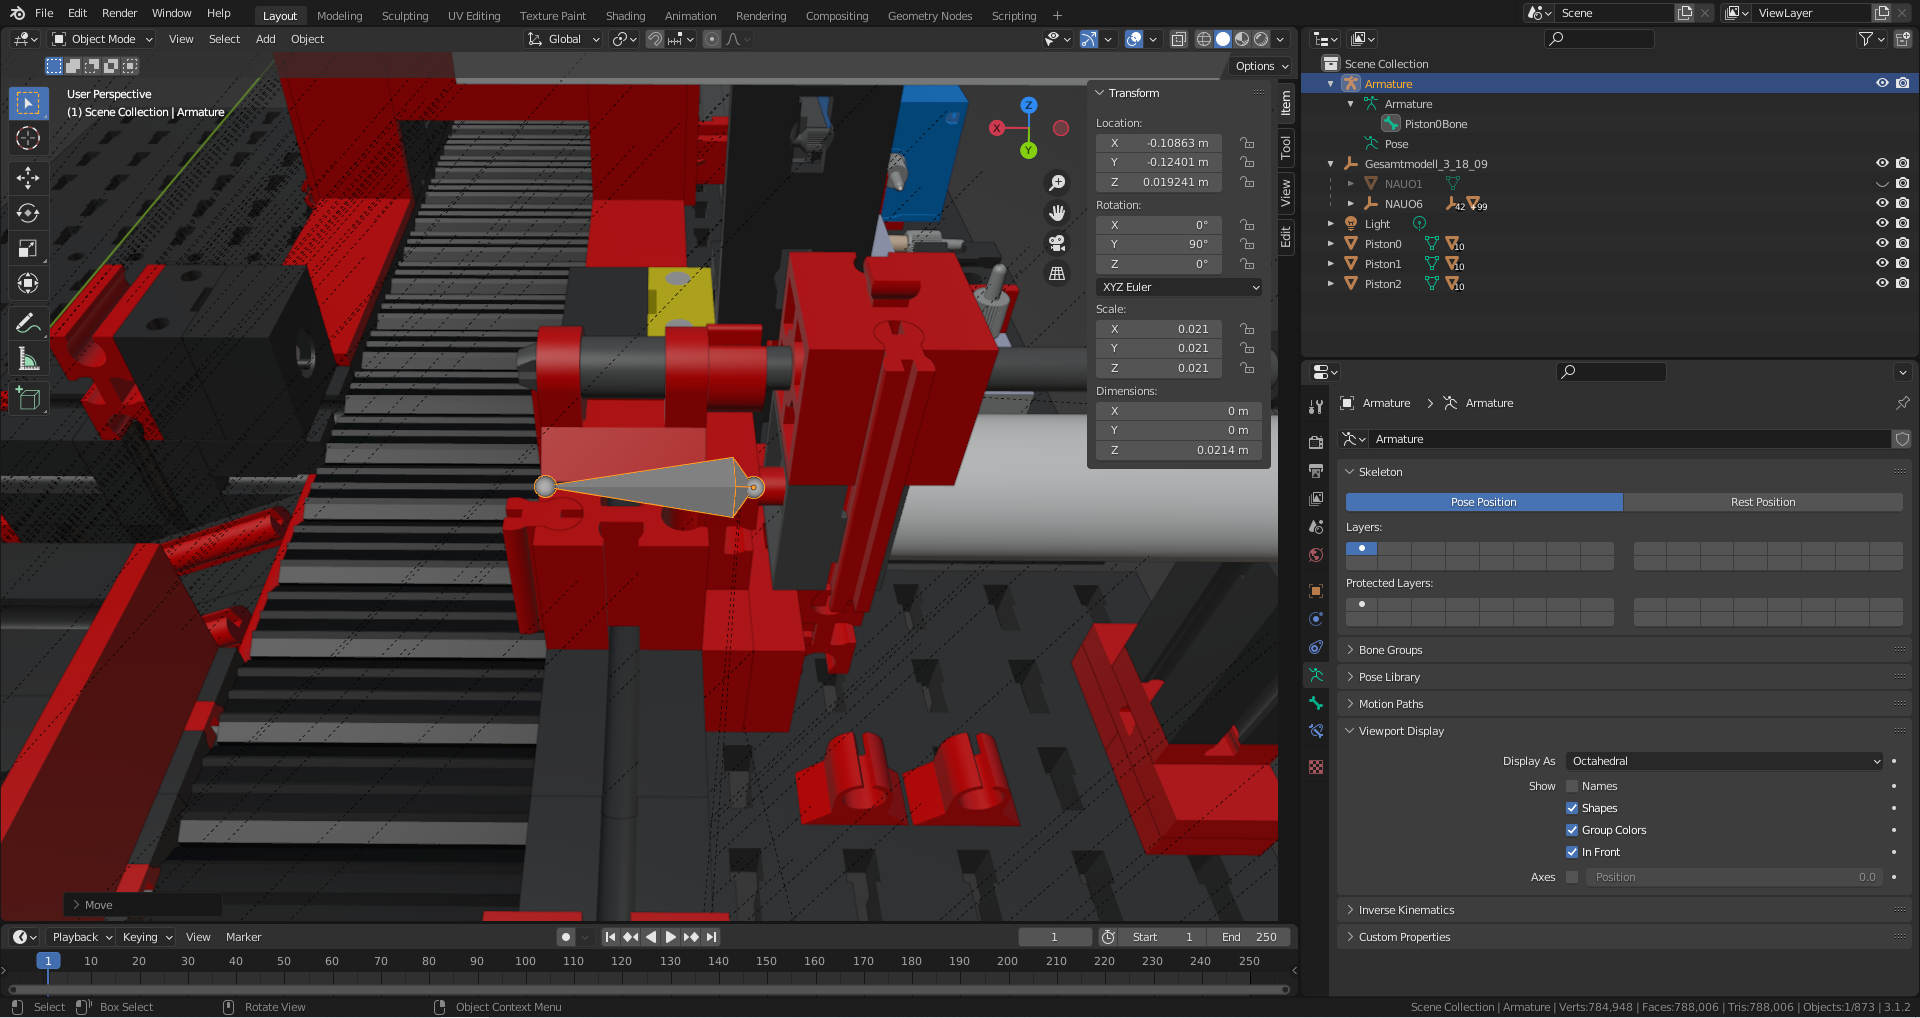 File Edit Render Window Help Layout Modeling Sculpting UV Editing Texture Paint Shading Animation Rendering Compositing Geometry Nodes Scripting + Scene ViewLayer
Object Mode View Select Add Object Global
Options
User Perspective
(1) Scene Collection | Armature
Z
X
Y
Transform
Location:
X -0.10863 m
Y -0.12401 m
Z 0.019241 m
Rotation:
X 0°
Y 90°
Z 0°
XYZ Euler
Scale:
X 0.021
Y 0.021
Z 0.021
Dimensions:
X 0 m
Y 0 m
Z 0.0214 m
Item
Tool
View
Edit
Move
Scene Collection
Armature
Armature
Piston0Bone
Pose
Gesamtmodell_3_18_09
NAUO1
NAUO6 42 +99
Light
Piston0 10
Piston1 10
Piston2 10
Armature > Armature
Armature
Skeleton
Pose Position Rest Position
Layers:
Protected Layers:
Bone Groups
Pose Library
Motion Paths
Viewport Display
Display As Octahedral
Show Names
Shapes
Group Colors
In Front
Axes Position 0.0
Inverse Kinematics
Custom Properties
Playback Keying View Marker 1 Start 1 End 250
1 10 20 30 40 50 60 70 80 90 100 110 120 130 140 150 160 170 180 190 200 210 220 230 240 250
Select Box Select Rotate View Object Context Menu Scene Collection | Armature | Verts:784,948 | Faces:788,006 | Tris:788,006 | Objects:1/873 | 3.1.2